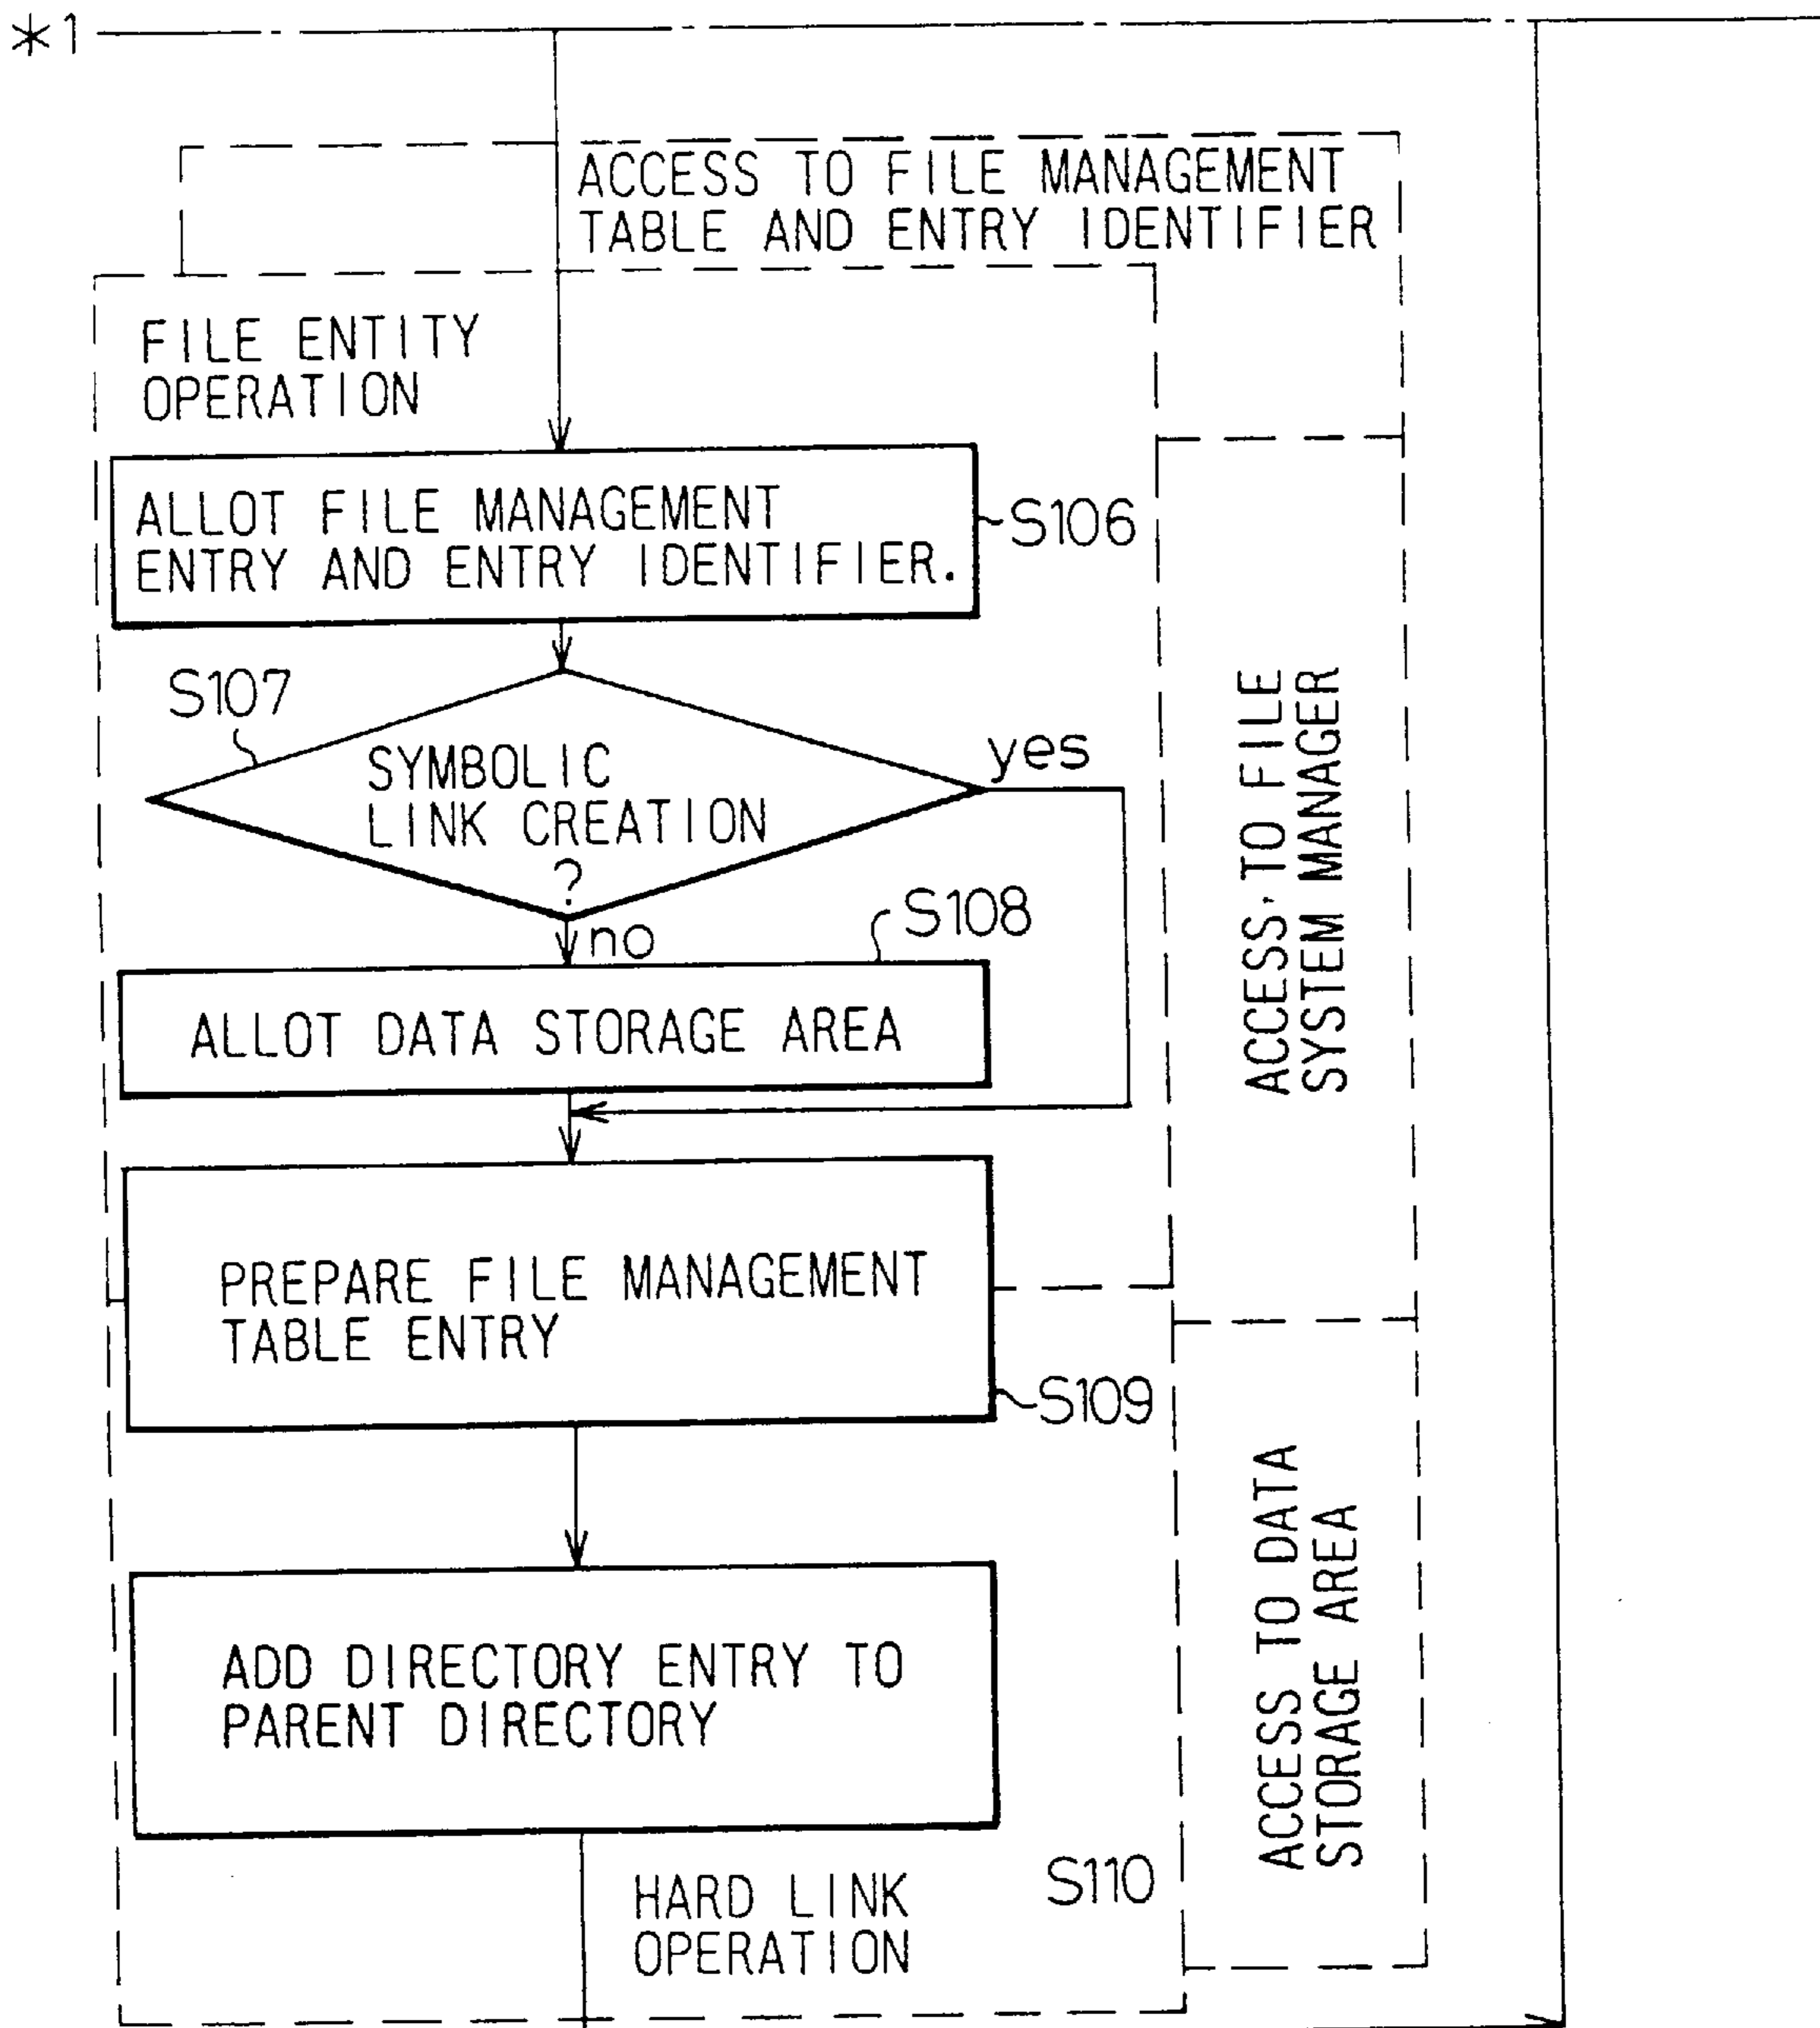 *1
ACCESS TO FILE MANAGEMENT
TABLE AND ENTRY IDENTIFIER
FILE ENTITY
OPERATION
ALLOT FILE MANAGEMENT
ENTRY AND ENTRY IDENTIFIER.
S106
S107
SYMBOLIC
LINK CREATION
?
yes
no
S108
ALLOT DATA STORAGE AREA
ACCESS TO FILE
SYSTEM MANAGER
PREPARE FILE MANAGEMENT
TABLE ENTRY
S109
ADD DIRECTORY ENTRY TO
PARENT DIRECTORY
ACCESS TO DATA
STORAGE AREA
S110
HARD LINK
OPERATION